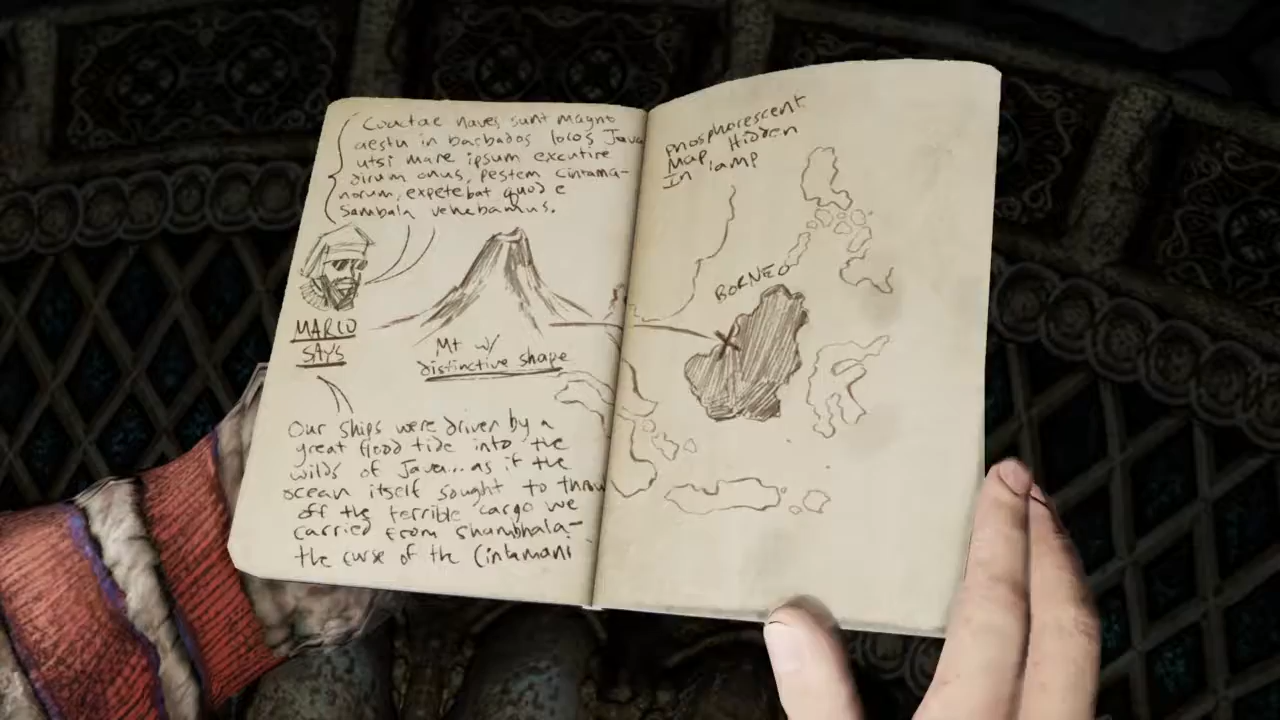 Coactae naves sunt magno
aestu in barbados locos Java
utsi mare ipsum excutire
dirum onus, pestem cintama-
norum, expetebat quod e
Sambala vehebamus.
MARCO
SAYS
Mt w/
distinctive shape
Our ships were driven by a
great flood tide into the
wilds of Java... as if the
ocean itself sought to throw
off the terrible cargo we
carried from Shambhala-
the curse of the Cintamani
phosphorescent
Map, Hidden
In lamp
BORNEO